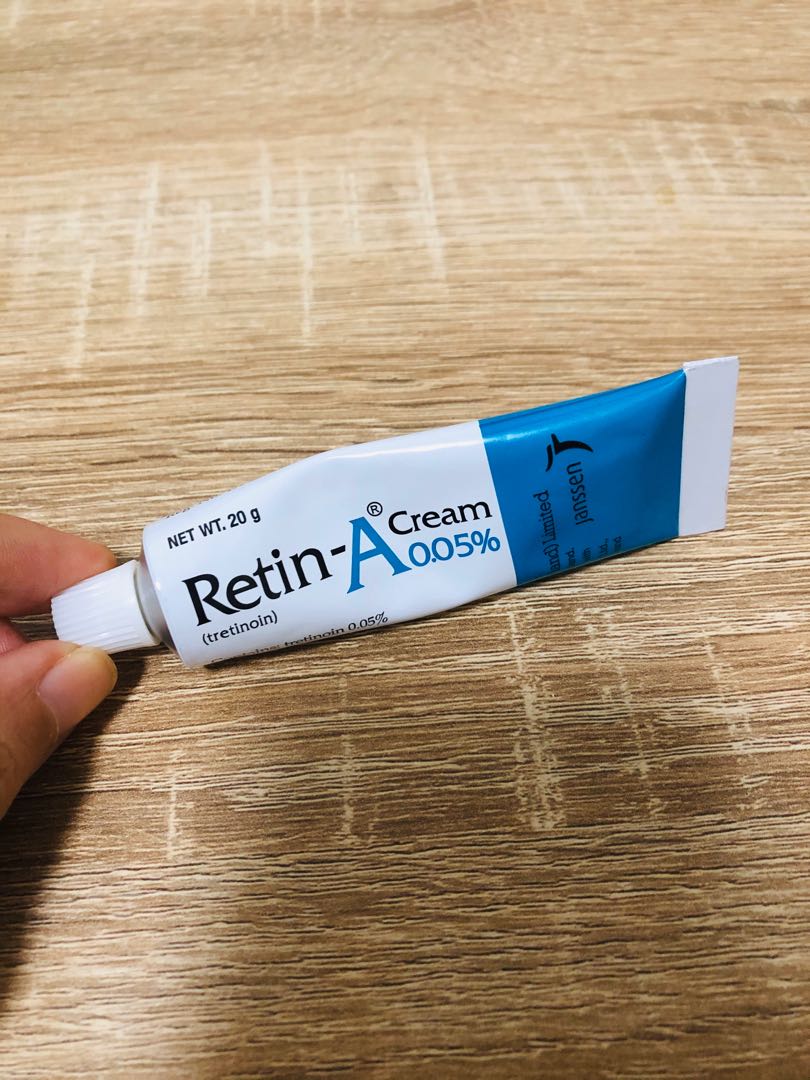 NET WT. 20 g
Retin-A® Cream
0.05%
(tretinoin)
tretinoin 0.05%
limited
janssen